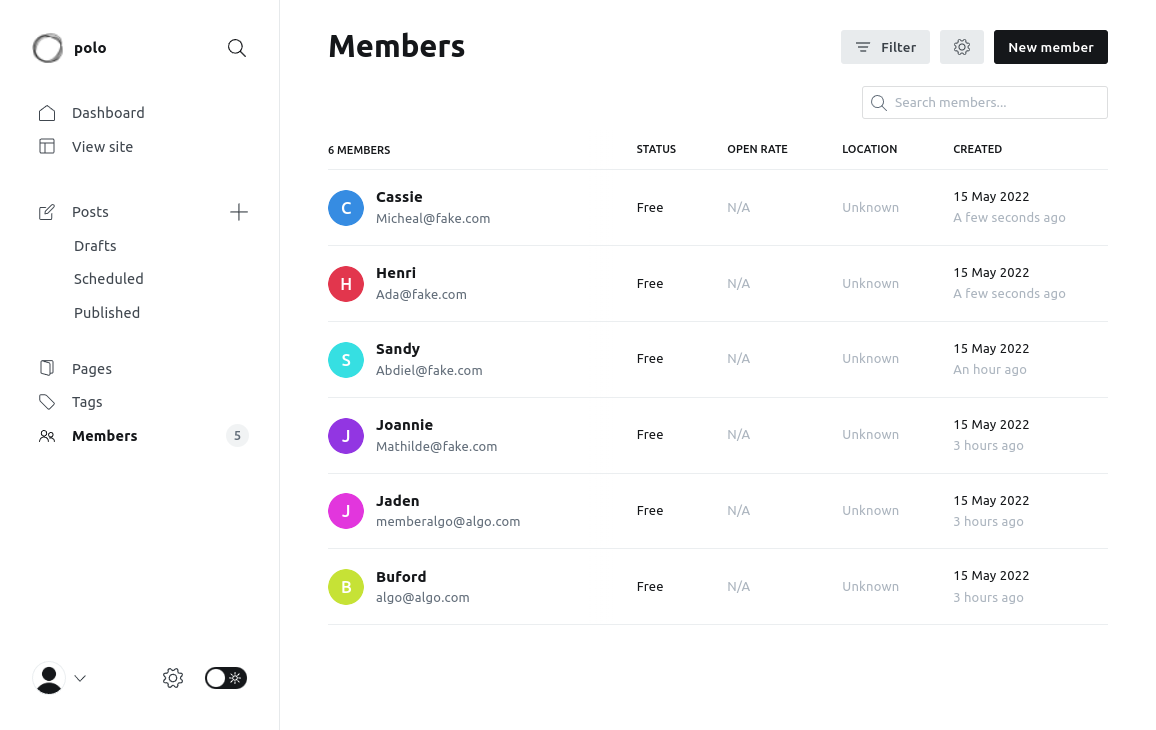 polo
Dashboard
View site
Posts
Drafts
Scheduled
Published
Pages
Tags
Members 5
Members
Filter
New member
Search members...
6 MEMBERS STATUS OPEN RATE LOCATION CREATED
C Cassie
Micheal@fake.com
Free N/A Unknown
15 May 2022
A few seconds ago
H Henri
Ada@fake.com
Free N/A Unknown
15 May 2022
A few seconds ago
S Sandy
Abdiel@fake.com
Free N/A Unknown
15 May 2022
An hour ago
J Joannie
Mathilde@fake.com
Free N/A Unknown
15 May 2022
3 hours ago
J Jaden
memberalgo@algo.com
Free N/A Unknown
15 May 2022
3 hours ago
B Buford
algo@algo.com
Free N/A Unknown
15 May 2022
3 hours ago